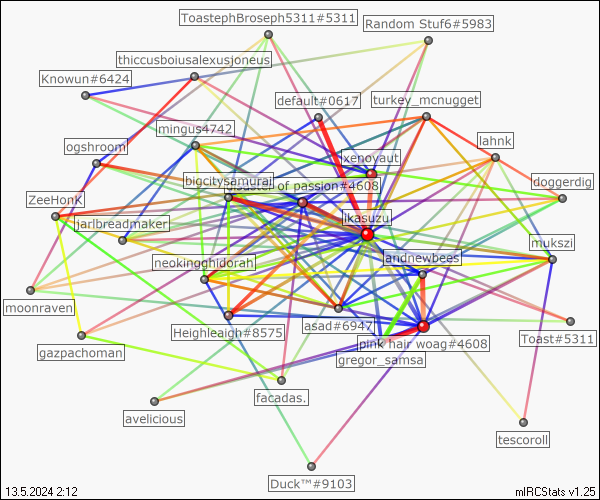 ToastephBroseph5311#5311
Random Stuf6#5983
thiccusboiusalexusjoneus
Knowun#6424
default#0617
turkey_mcnugget
mingus4742
lahnk
ogshroom
xenoyaut
bigcitysamurai
of passion#4608
doggerdig
ZeeHonK
jarlbreadmaker
ikasuzu
mukszi
neokingghidorah
landnewbees
moonraven
Heighleaigh#8575
asad#6947
Toast#5311
pink hair woag#4608
gazpachoman
gregor_samsa
facadas.
avelicious
tescoroll
Duck™#9103
13.5.2024 2:12
mIRCStats v1.25